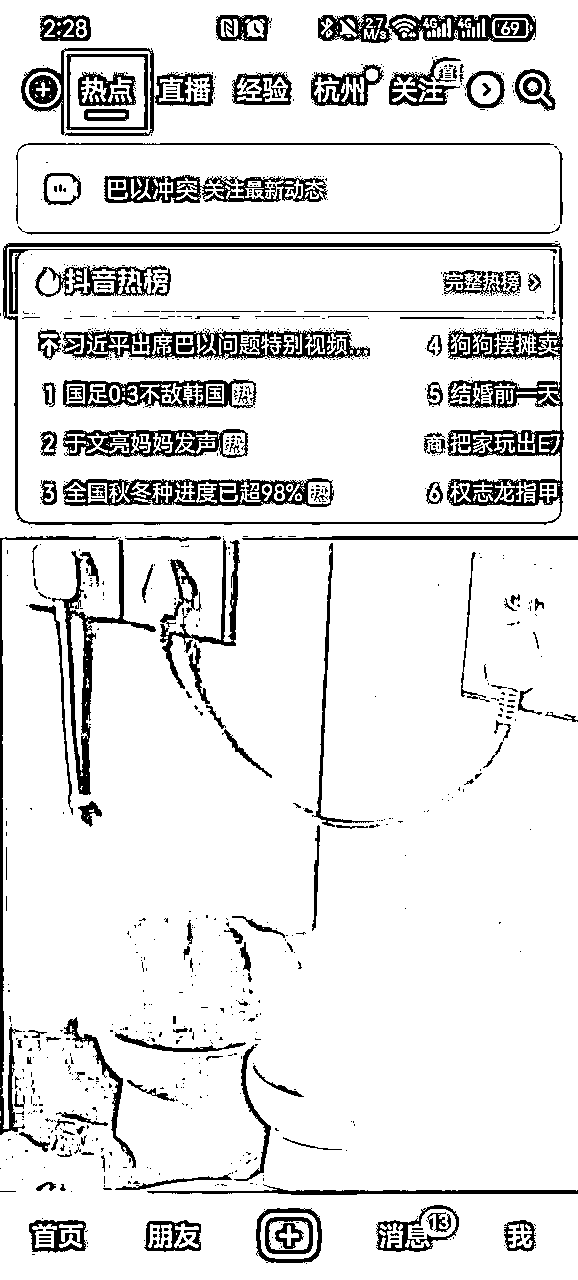 2:28 2.7 M/s 4G 4G 69
热点 直播 经验 杭州 关注 直
巴以冲突 关注最新动态
抖音热榜 完整热榜
习近平出席巴以问题特别视频...
1 国足0:3不敌韩国 热
2 于文亮妈妈发声 热
3 全国秋冬种进度已超98% 热
4 狗狗摆摊卖
5 结婚前一天
商 把家玩出E7
6 权志龙指甲
首页 朋友 消息 13 我